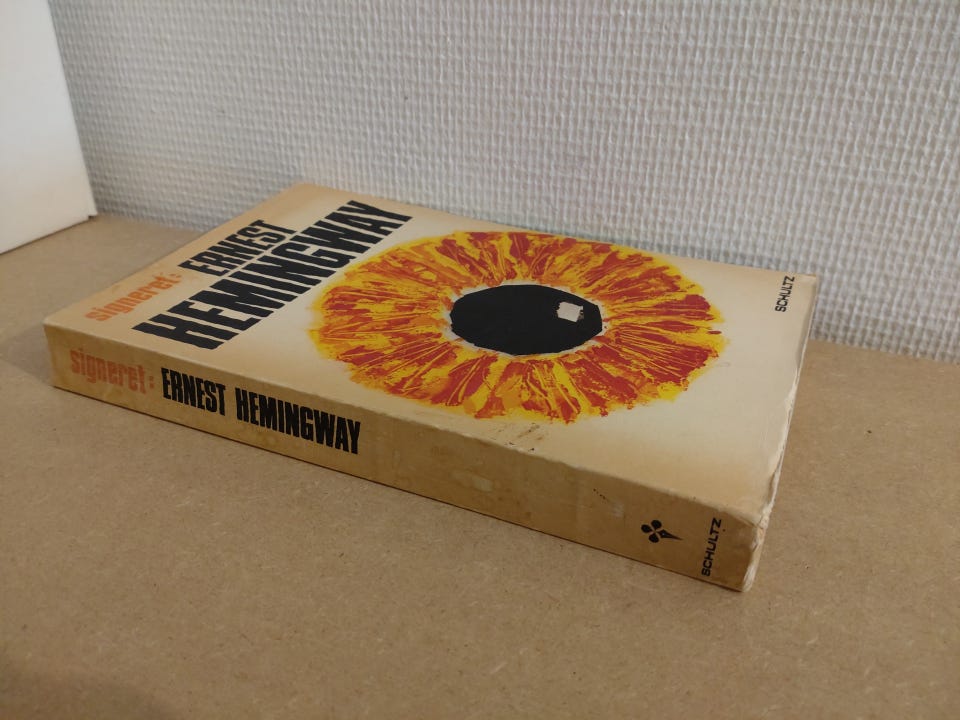 signeret:
ERNEST
HEMINGWAY
SCHULTZ
signeret: ERNEST HEMINGWAY
SCHULTZ